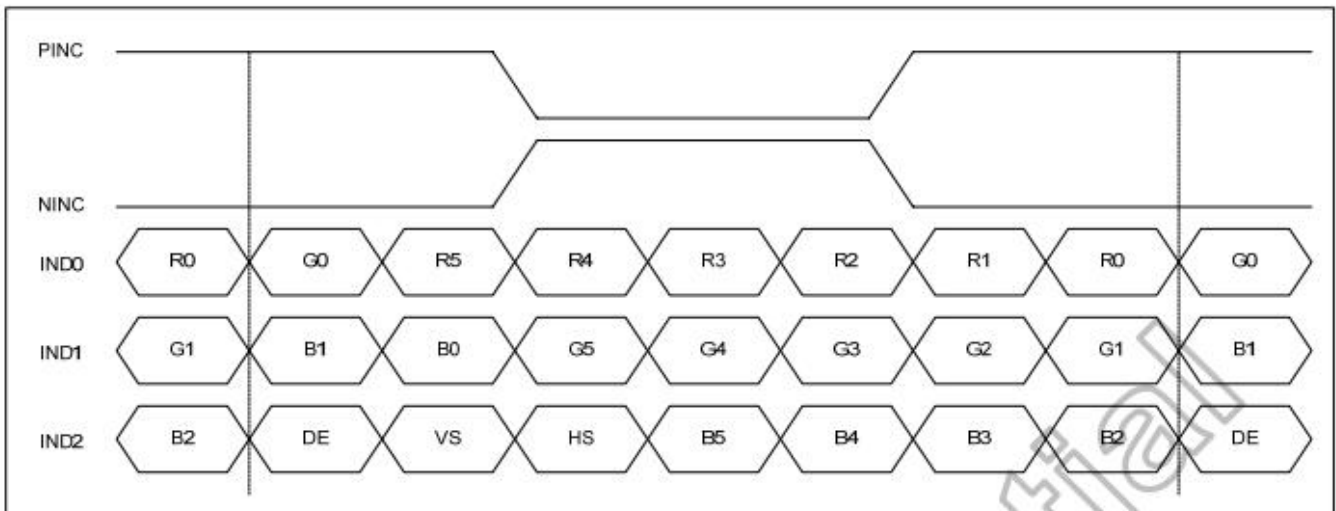 PINC
NINC
IND0 R0 G0 R5 R4 R3 R2 R1 R0 G0
IND1 G1 B1 B0 G5 G4 G3 G2 G1 B1
IND2 B2 DE VS HS B5 B4 B3 B2 DE
tial